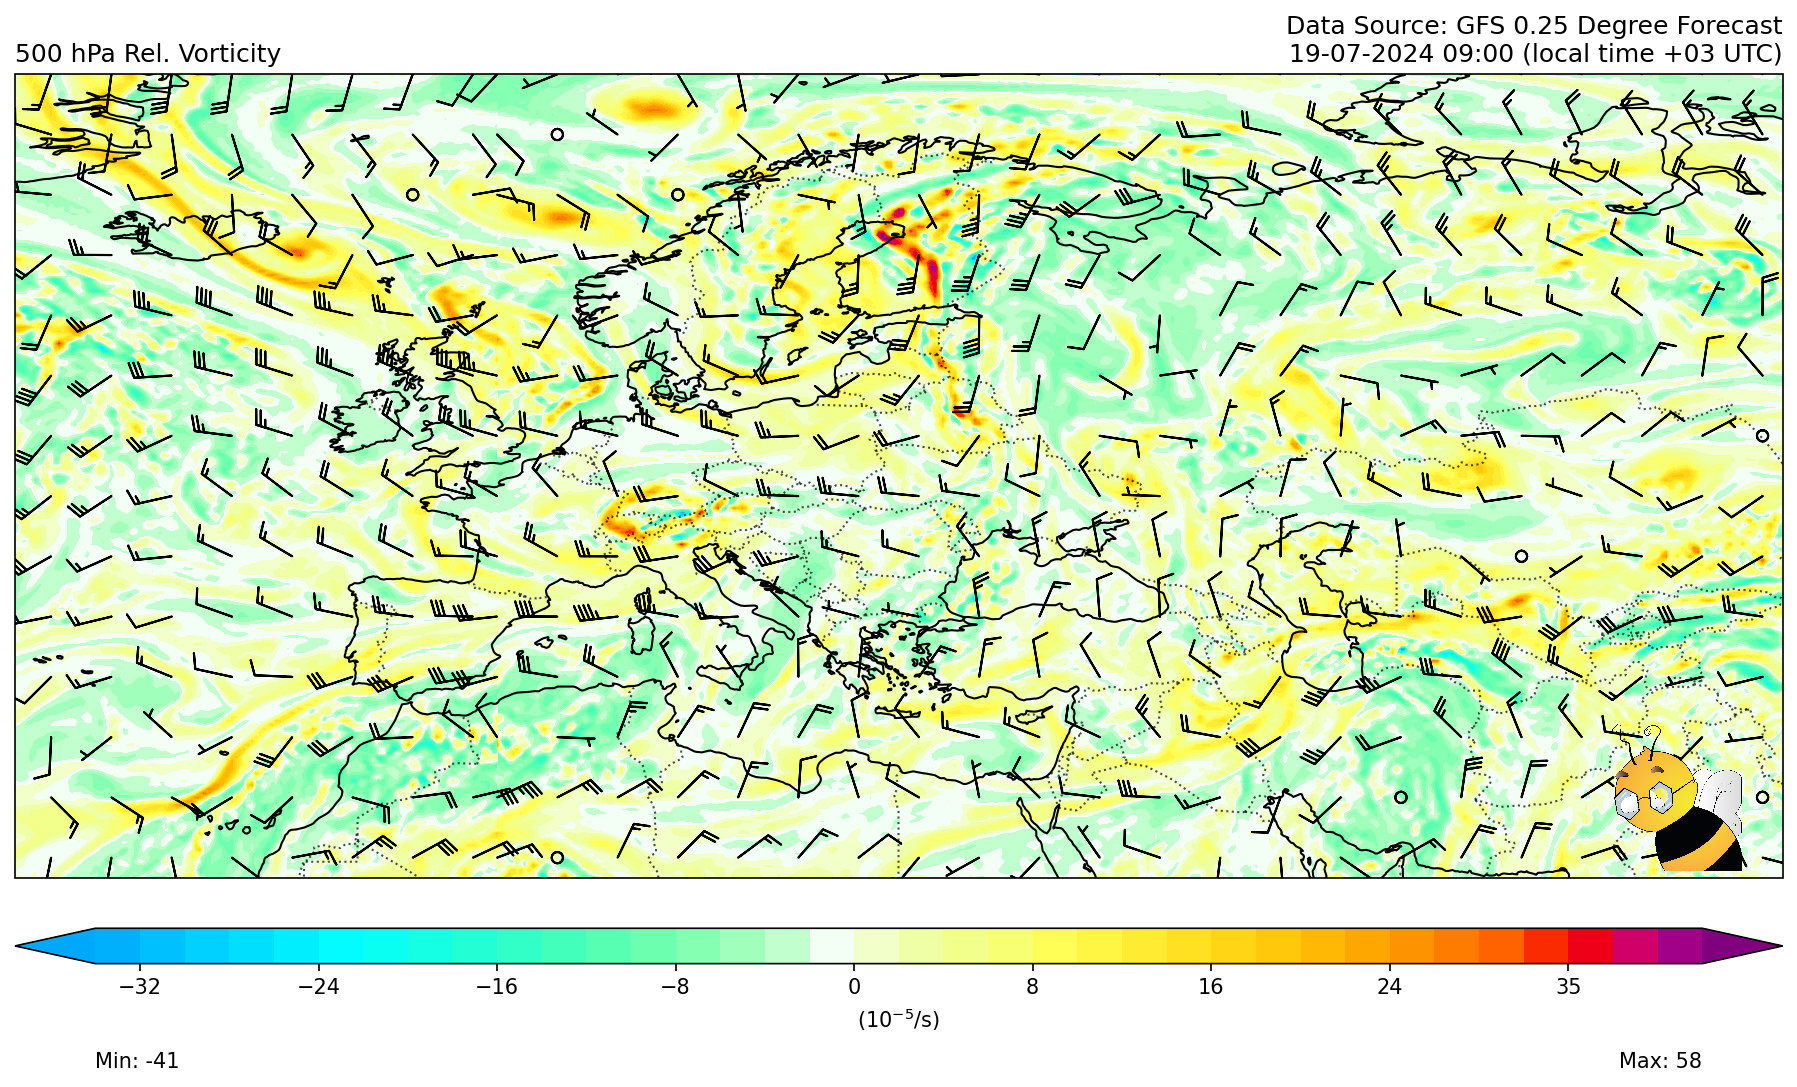 Data Source: GFS 0.25 Degree Forecast
500 hPa Rel. Vorticity
19-07-2024 09:00 (local time +03 UTC)
−32 −24 −16 −8 0 8 16 24 35
(10⁻⁵/s)
Min: -41
Max: 58